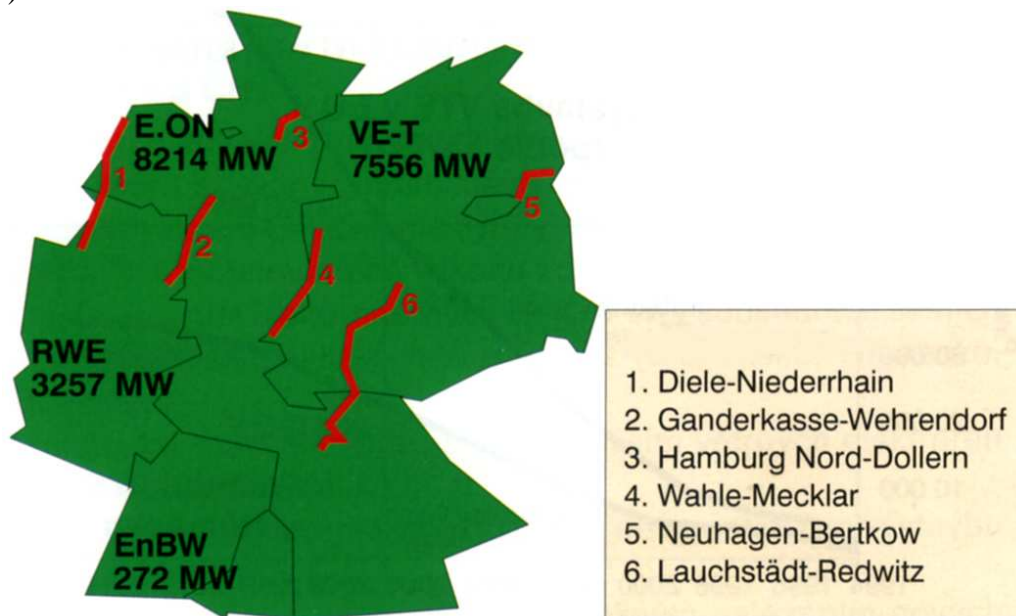 )
E.ON
8214 MW
VE-T
7556 MW
1
2
3
4
5
6
RWE
3257 MW
EnBW
272 MW
1. Diele-Niederrhain
2. Ganderkasse-Wehrendorf
3. Hamburg Nord-Dollern
4. Wahle-Mecklar
5. Neuhagen-Bertkow
6. Lauchstädt-Redwitz